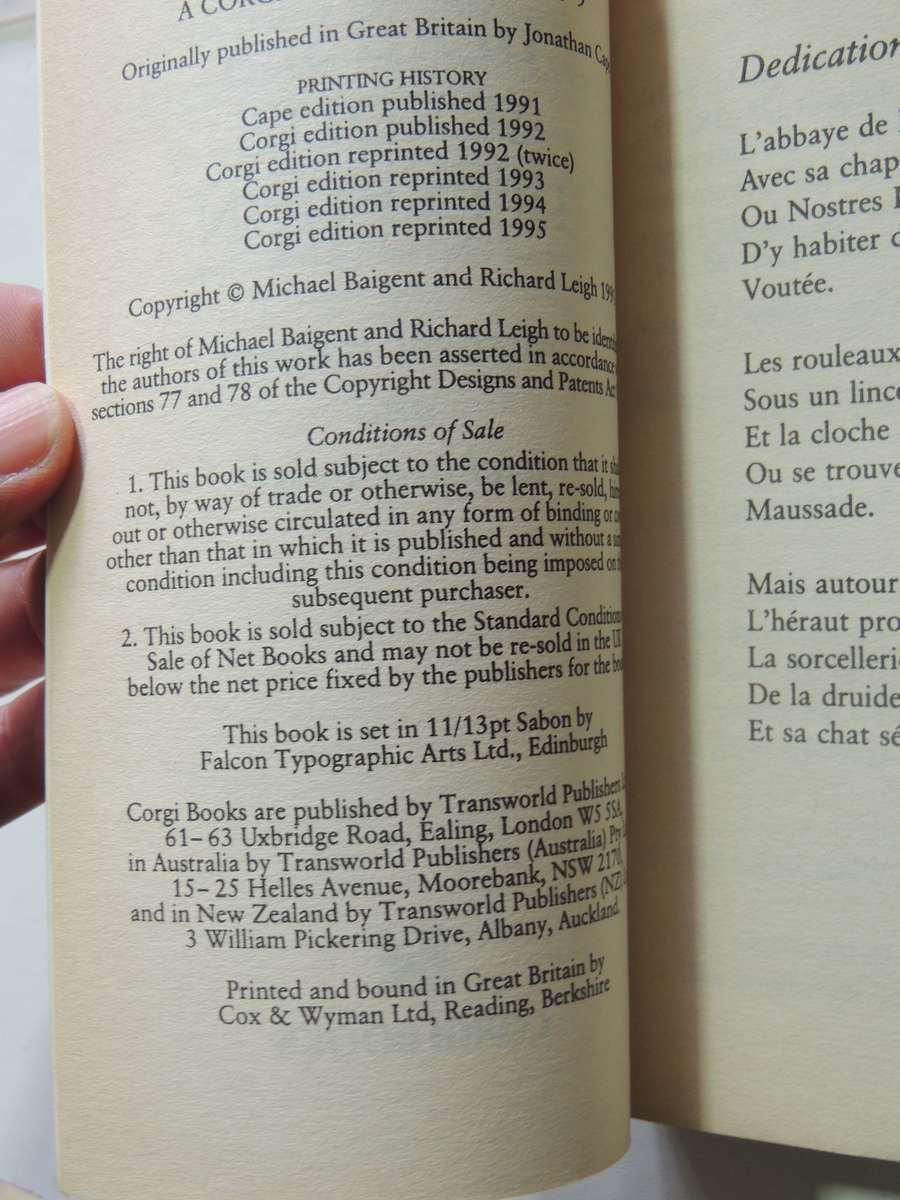 A
Originally published in Great Britain by Jonathan
PRINTING HISTORY
Cape edition published 1991
Corgi edition published 1992
Corgi edition reprinted 1992 (twice)
Corgi edition reprinted 1993
Corgi edition reprinted 1994
Corgi edition reprinted 1995
Copyright © Michael Baigent and Richard Leigh
The right of Michael Baigent and Richard Leigh to be
the authors of this work has been asserted in accordance
sections 77 and 78 of the Copyright Designs and Patents
Conditions of Sale
1. This book is sold subject to the condition that it
not, by way of trade or otherwise, be lent, re-sold,
out or otherwise circulated in any form of binding or
other than that in which it is published and without a
condition including this condition being imposed on
subsequent purchaser.
2. This book is sold subject to the Standard
Sale of Net Books and may not be re-sold in the UK
below the net price fixed by the publishers for the
This book is set in 11/13pt Sabon by
Falcon Typographic Arts Ltd., Edinburgh
Corgi Books are published by Transworld Publishers
61–63 Uxbridge Road, Ealing, London W5 5SA,
in Australia by Transworld Publishers (Australia) Pty
15–25 Helles Avenue, Moorebank, NSW 2170,
and in New Zealand by Transworld Publishers (NZ)
3 William Pickering Drive, Albany, Auckland.
Printed and bound in Great Britain by
Cox & Wyman Ltd, Reading, Berkshire
Dedication
L'abbaye de
Avec sa
Ou Nostres
D'y habiter
Voutée.
Les rouleaux
Sous un
Et la cloche
Ou se
Maussade.
Mais autour
L'héraut
La
De la druide
Et sa chat